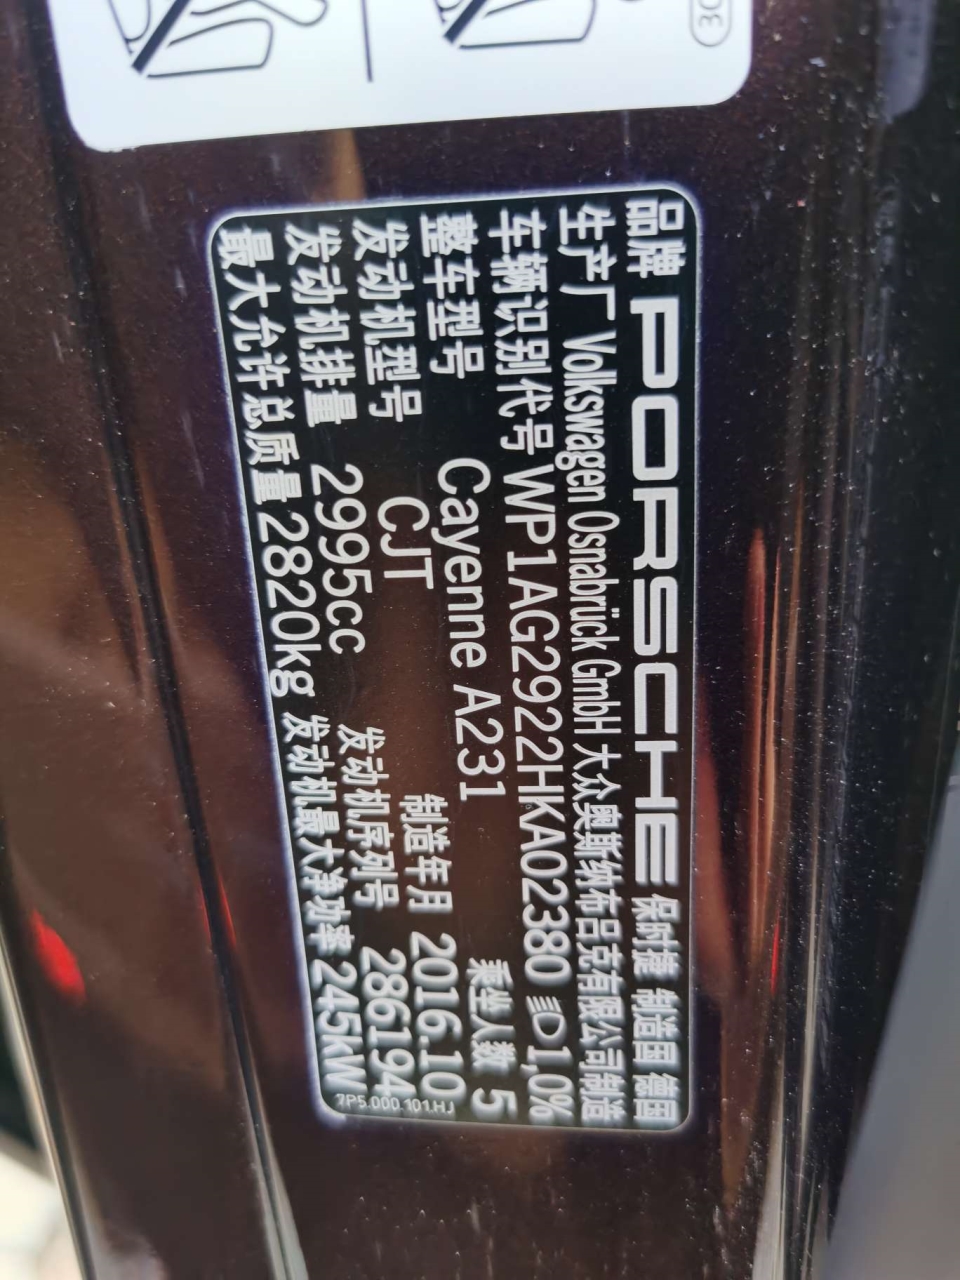 品牌 PORSCHE 保时捷 制造国 德国
生产厂 Volkswagen Osnabrück GmbH 大众奥斯纳布吕克有限公司制造
车辆识别代号 WP1AG2922HKA02380 1,0%
整车型号 Cayenne A231 乘坐人数 5
发动机型号 CJT 制造年月 2016.10
发动机排量 2995cc 发动机序列号 286194
最大允许总质量 2820kg 发动机最大净功率 245kW
7P5.000.101.HJ